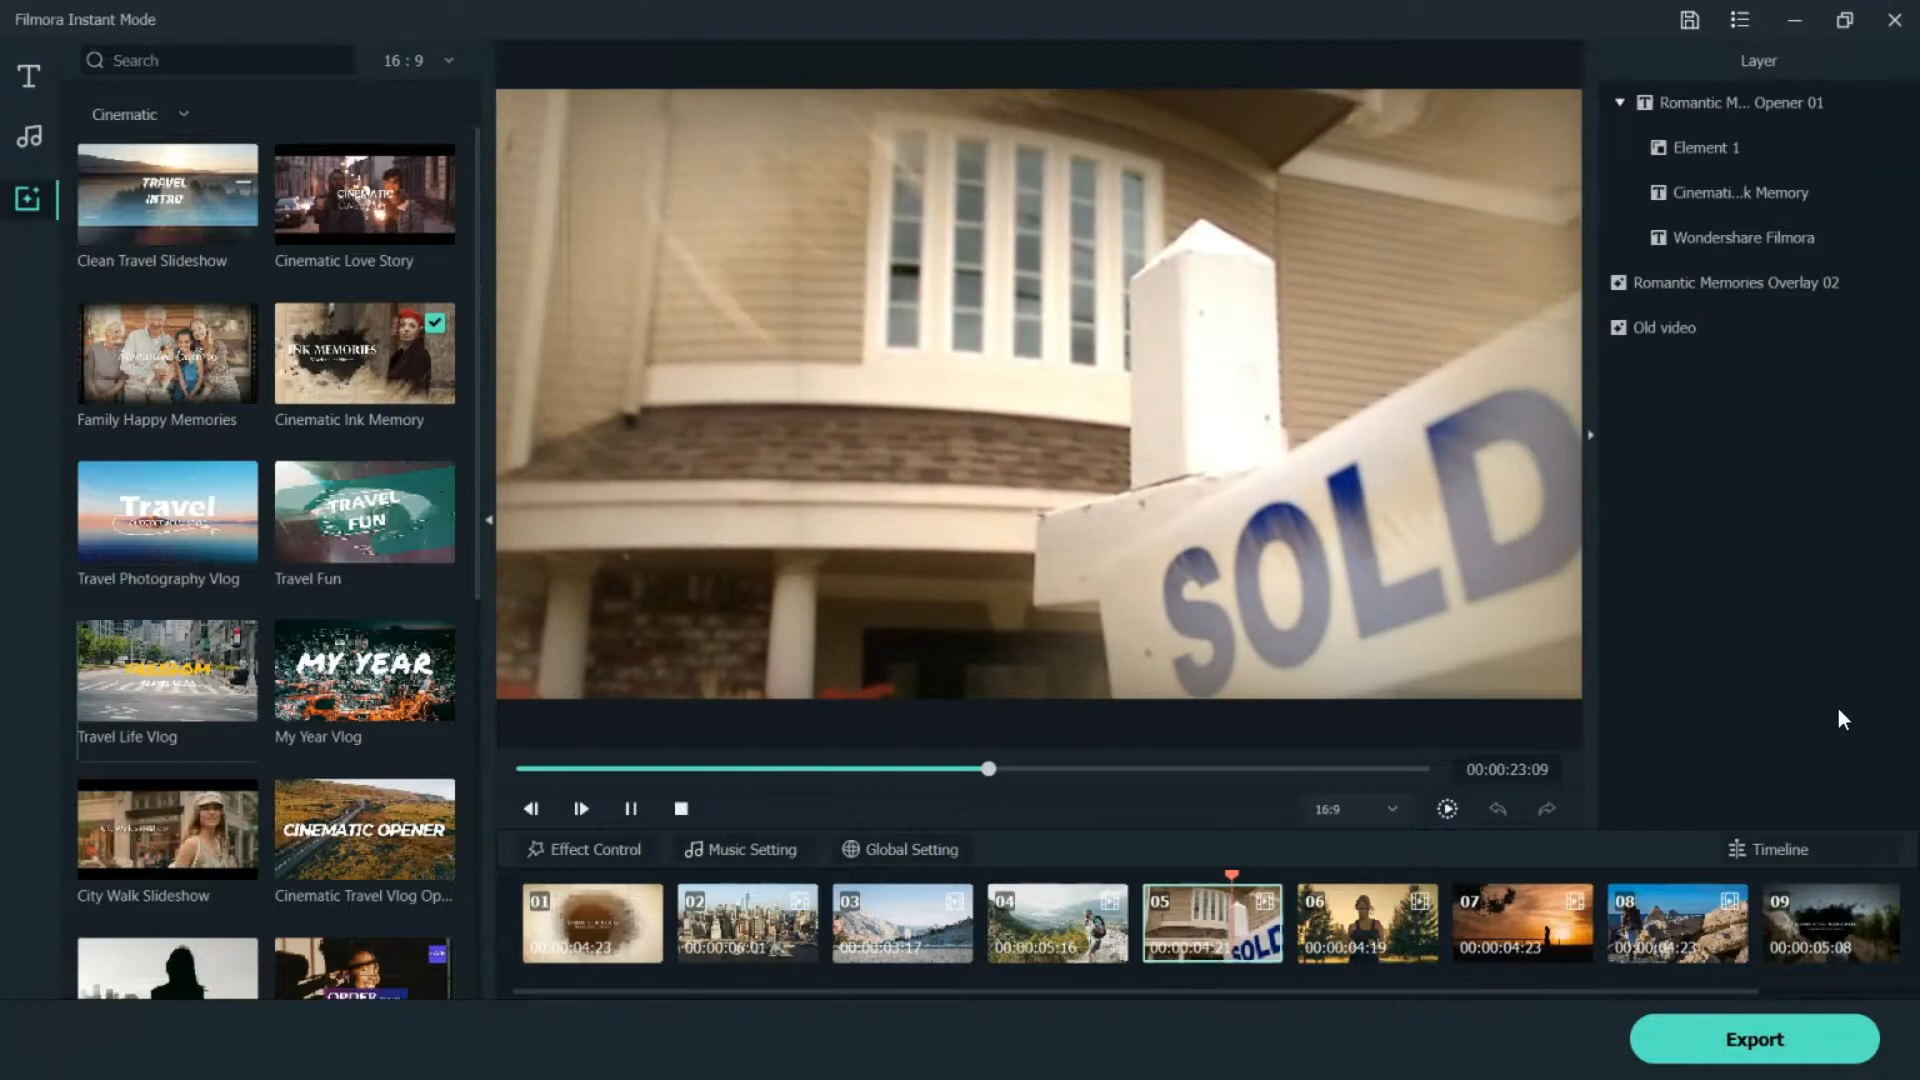 Filmora Instant Mode
Search
16 : 9
Layer
Cinematic
TRAVEL
INTRO
CINEMATIC
Clean Travel Slideshow
Cinematic Love Story
INK MEMORIES
Family Happy Memories
Cinematic Ink Memory
Travel
TRAVEL
FUN
Travel Photography Vlog
Travel Fun
FREEDOM
TRAVEL VLOG
MY YEAR
Travel Life Vlog
My Year Vlog
CINEMATIC OPENER
City Walk Slideshow
Cinematic Travel Vlog Op...
ORDER
SOLD
Romantic M... Opener 01
Element 1
Cinemati...k Memory
Wondershare Filmora
Romantic Memories Overlay 02
Old video
00:00:23:09
16:9
Effect Control
Music Setting
Global Setting
Timeline
01
00:00:04:23
02
00:00:06:01
03
00:00:03:17
04
00:00:05:16
05
00:00:04:21
SOLD
06
00:00:04:19
07
00:00:04:23
08
00:00:04:23
09
00:00:05:08
Export